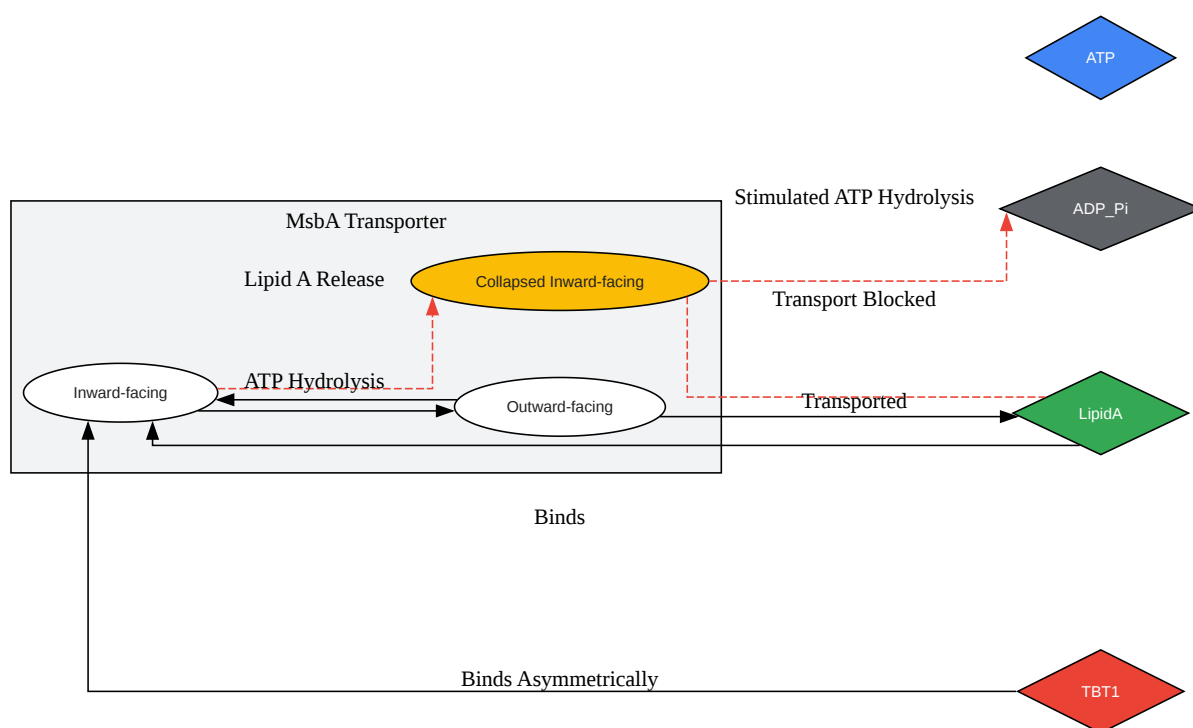 ATP
Stimulated ATP Hydrolysis
ADP_Pi
MsbA Transporter
Lipid A Release
Collapsed Inward-facing
Transport Blocked
Inward-facing
ATP Hydrolysis
Outward-facing
Transported
LipidA
Binds
Binds Asymmetrically
TBT1